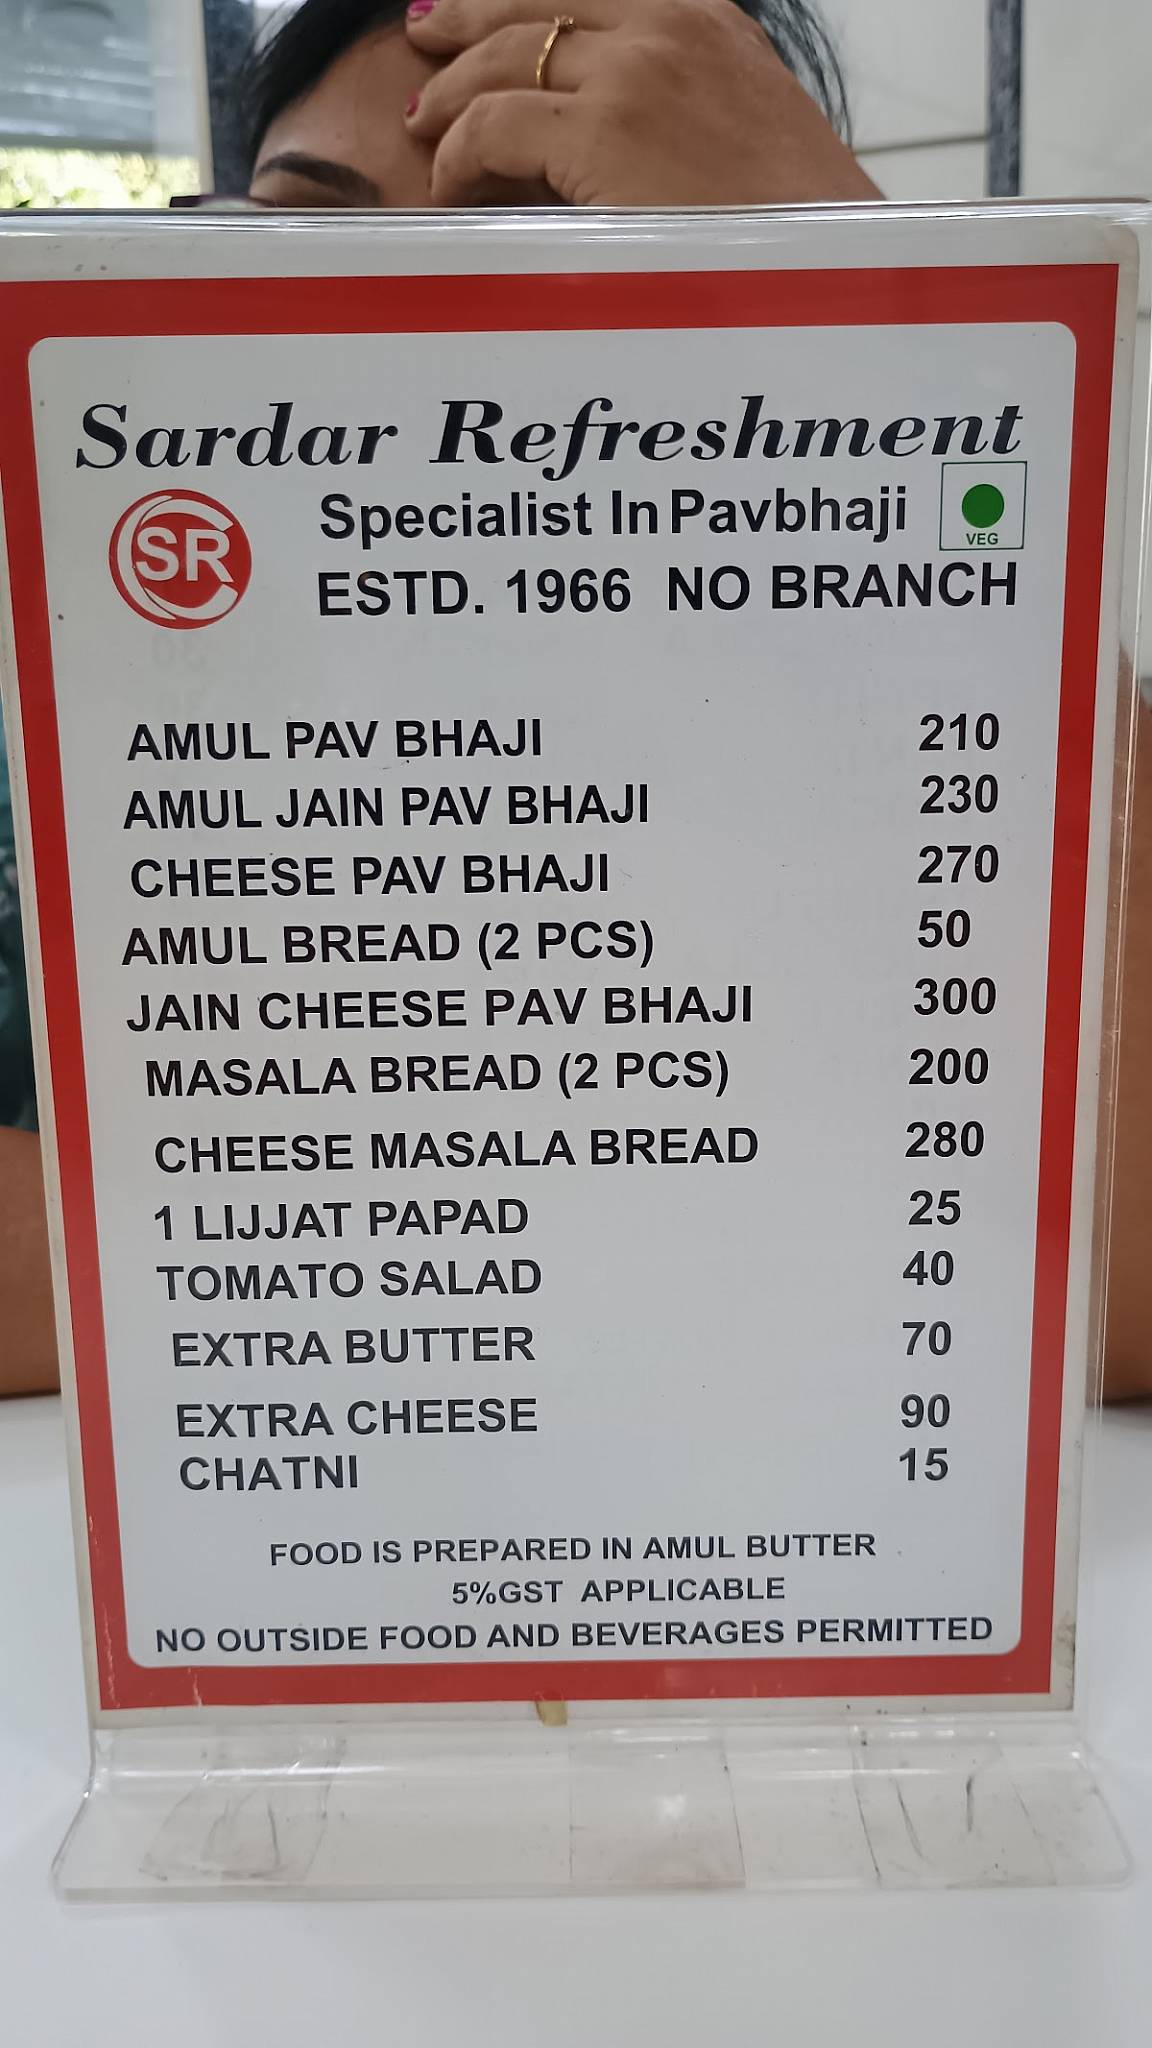 Sardar Refreshment
SR
Specialist In Pavbhaji
VEG
ESTD. 1966 NO BRANCH
AMUL PAV BHAJI 210
AMUL JAIN PAV BHAJI 230
CHEESE PAV BHAJI 270
AMUL BREAD (2 PCS) 50
JAIN CHEESE PAV BHAJI 300
MASALA BREAD (2 PCS) 200
CHEESE MASALA BREAD 280
1 LIJJAT PAPAD 25
TOMATO SALAD 40
EXTRA BUTTER 70
EXTRA CHEESE 90
CHATNI 15
FOOD IS PREPARED IN AMUL BUTTER
5%GST APPLICABLE
NO OUTSIDE FOOD AND BEVERAGES PERMITTED